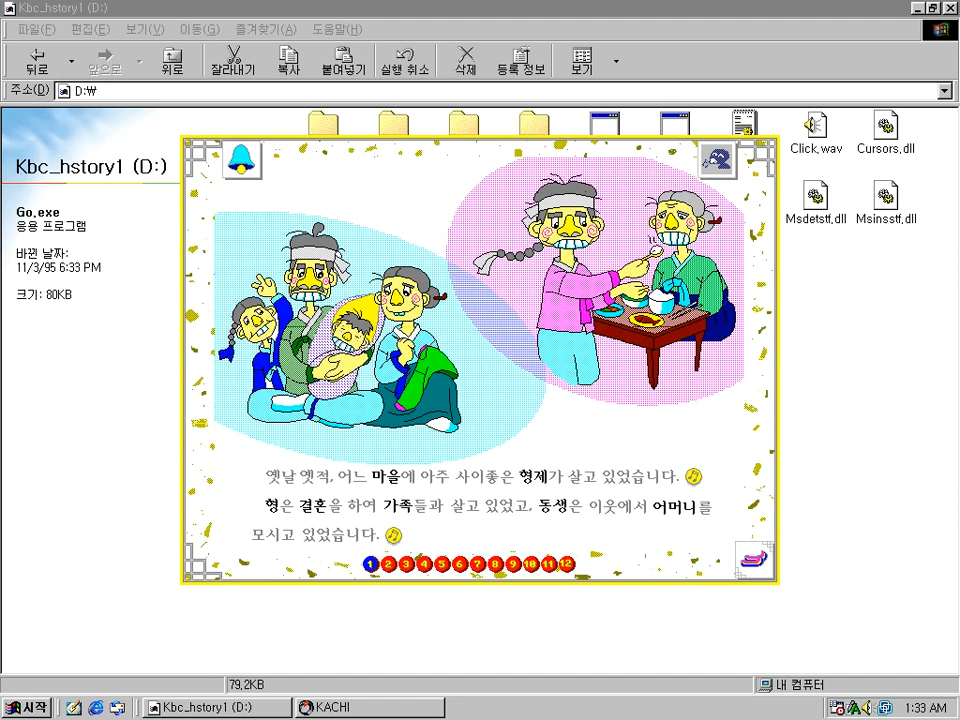 Kbc_hstory1 (D:)
파일(F) 편집(E) 보기(V) 이동(G) 즐겨찾기(A) 도움말(H)
뒤로 앞으로 위로 잘라내기 복사 붙여넣기 실행 취소 삭제 등록 정보 보기
주소(D) D:₩
Kbc_hstory1 (D:)
Go.exe
응용 프로그램
바뀐 날짜:
11/3/95 6:33 PM
크기: 80KB
Click.wav Cursors.dll
Msdetstf.dll Msinsstf.dll
옛날 옛적, 어느 마을에 아주 사이좋은 형제가 살고 있었습니다.
형은 결혼을 하여 가족들과 살고 있었고, 동생은 이웃에서 어머니를
모시고 있었습니다.
1 2 3 4 5 6 7 8 9 10 11 12
79.2KB 내 컴퓨터
시작 Kbc_hstory1 (D:) KACHI 1:33 AM